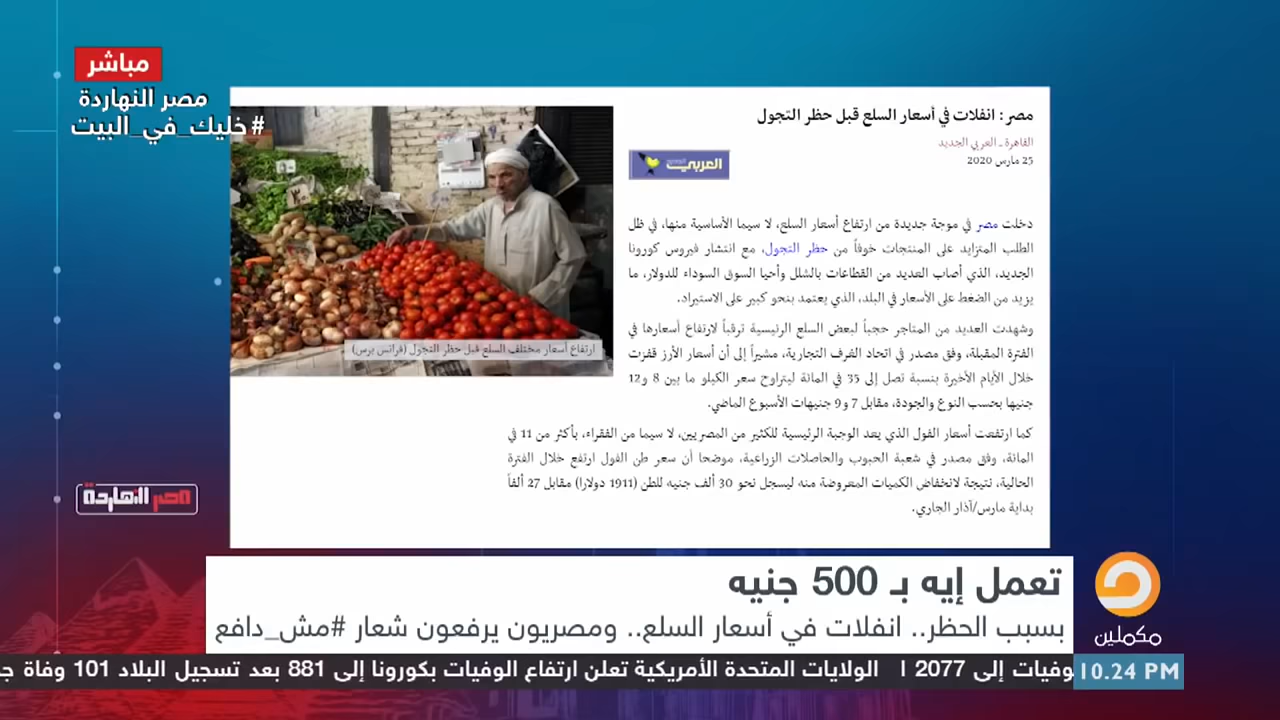 مباشر
مصر النهاردة
#خليك_في_البيت
مصر: انفلات في أسعار السلع قبل حظر التجول
القاهرة ـ العربي الجديد
25 مارس 2020
العربي الجديد
دخلت مصر في موجة جديدة من ارتفاع أسعار السلع، لا سيما الأساسية منها، في ظل
الطلب المتزايد على المنتجات خوفاً من حظر التجول، مع انتشار فيروس كورونا
الجديد، الذي أصاب العديد من القطاعات بالشلل وأحيا السوق السوداء للدولار، ما
يزيد من الضغط على الأسعار في البلد، الذي يعتمد بنحو كبير على الاستيراد.
وشهدت العديد من المتاجر حجباً لبعض السلع الرئيسية ترقباً لارتفاع أسعارها في
الفترة المقبلة، وفق مصدر في اتحاد الغرف التجارية، مشيراً إلى أن أسعار الأرز قفزت
خلال الأيام الأخيرة بنسبة تصل إلى 35 في المائة ليتراوح سعر الكيلو ما بين 8 و12
جنيها بحسب النوع والجودة، مقابل 7 و9 جنيهات الأسبوع الماضي.
ارتفاع أسعار مختلف السلع قبل حظر التجول (فرانس برس)
كما ارتفعت أسعار الفول الذي يعد الوجبة الرئيسية للكثير من المصريين، لا سيما من الفقراء، بأكثر من 11 في
المائة، وفق مصدر في شعبة الحبوب والحاصلات الزراعية، موضحا أن سعر طن الفول ارتفع خلال الفترة
الحالية، نتيجة لانخفاض الكميات المعروضة منه ليسجل نحو 30 ألف جنيه للطن (1911 دولارا) مقابل 27 ألفاً
بداية مارس/آذار الجاري.
مصر النهاردة
تعمل إيه بـ 500 جنيه
بسبب الحظر.. انفلات في أسعار السلع.. ومصريون يرفعون شعار #مش_دافع
مكملين
وفيات إلى 2077 ا الولايات المتحدة الأمريكية تعلن ارتفاع الوفيات بكورونا إلى 881 بعد تسجيل البلاد 101 وفاة جـ
10.24 PM